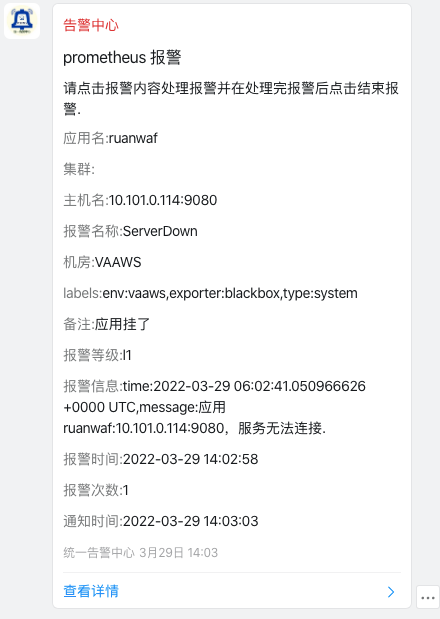 告警中心
prometheus 报警
请点击报警内容处理报警并在处理完报警后点击结束报
警.
应用名:ruanwaf
集群:
主机名:10.101.0.114:9080
报警名称:ServerDown
机房:VAAWS
labels:env:vaaws,exporter:blackbox,type:system
备注:应用挂了
报警等级:l1
报警信息:time:2022-03-29 06:02:41.050966626
+0000 UTC,message:应用
ruanwaf:10.101.0.114:9080，服务无法连接.
报警时间:2022-03-29 14:02:58
报警次数:1
通知时间:2022-03-29 14:03:03
统一告警中心 3月29日 14:03
查看详情